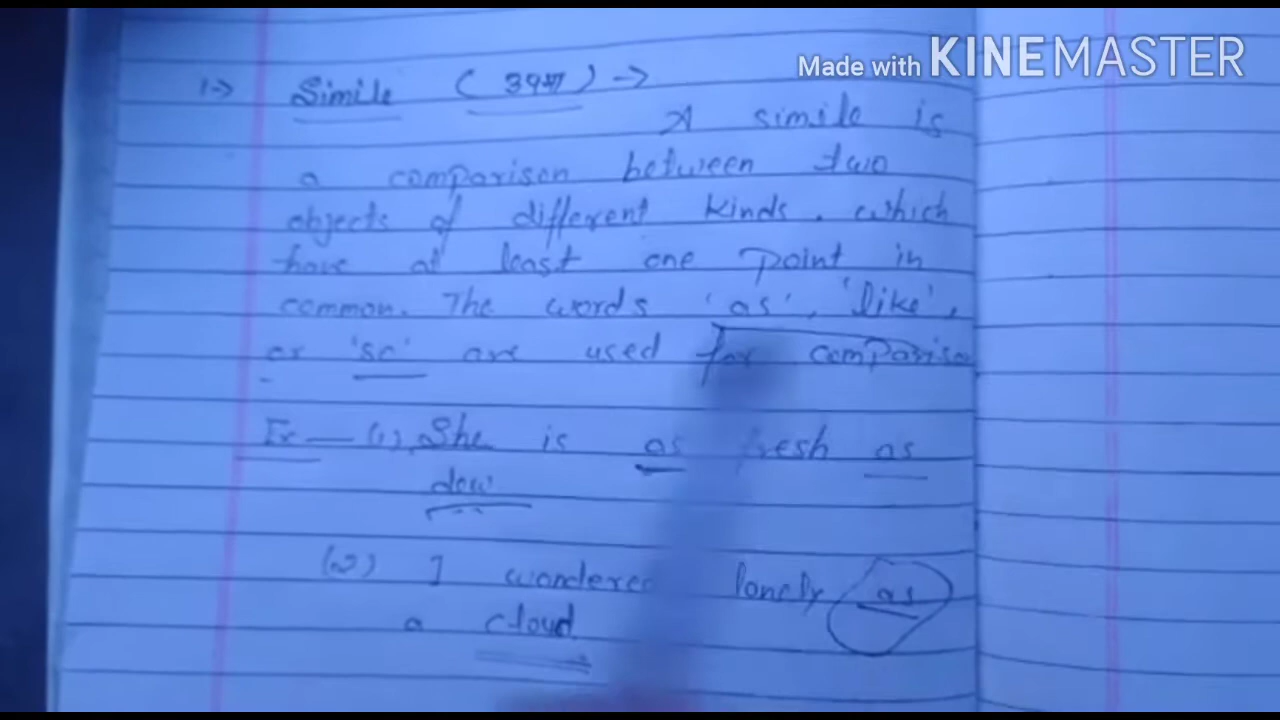 Made with KINEMASTER
1→ Simile (उपमा) →
A simile is
a comparison between two
objects of different kinds. which
have at least one point in
common. The words 'as', 'like',
or 'so' are used for comparison
Ex — (1), She is as fresh as
dew
(2) I wandered lonely as
a cloud